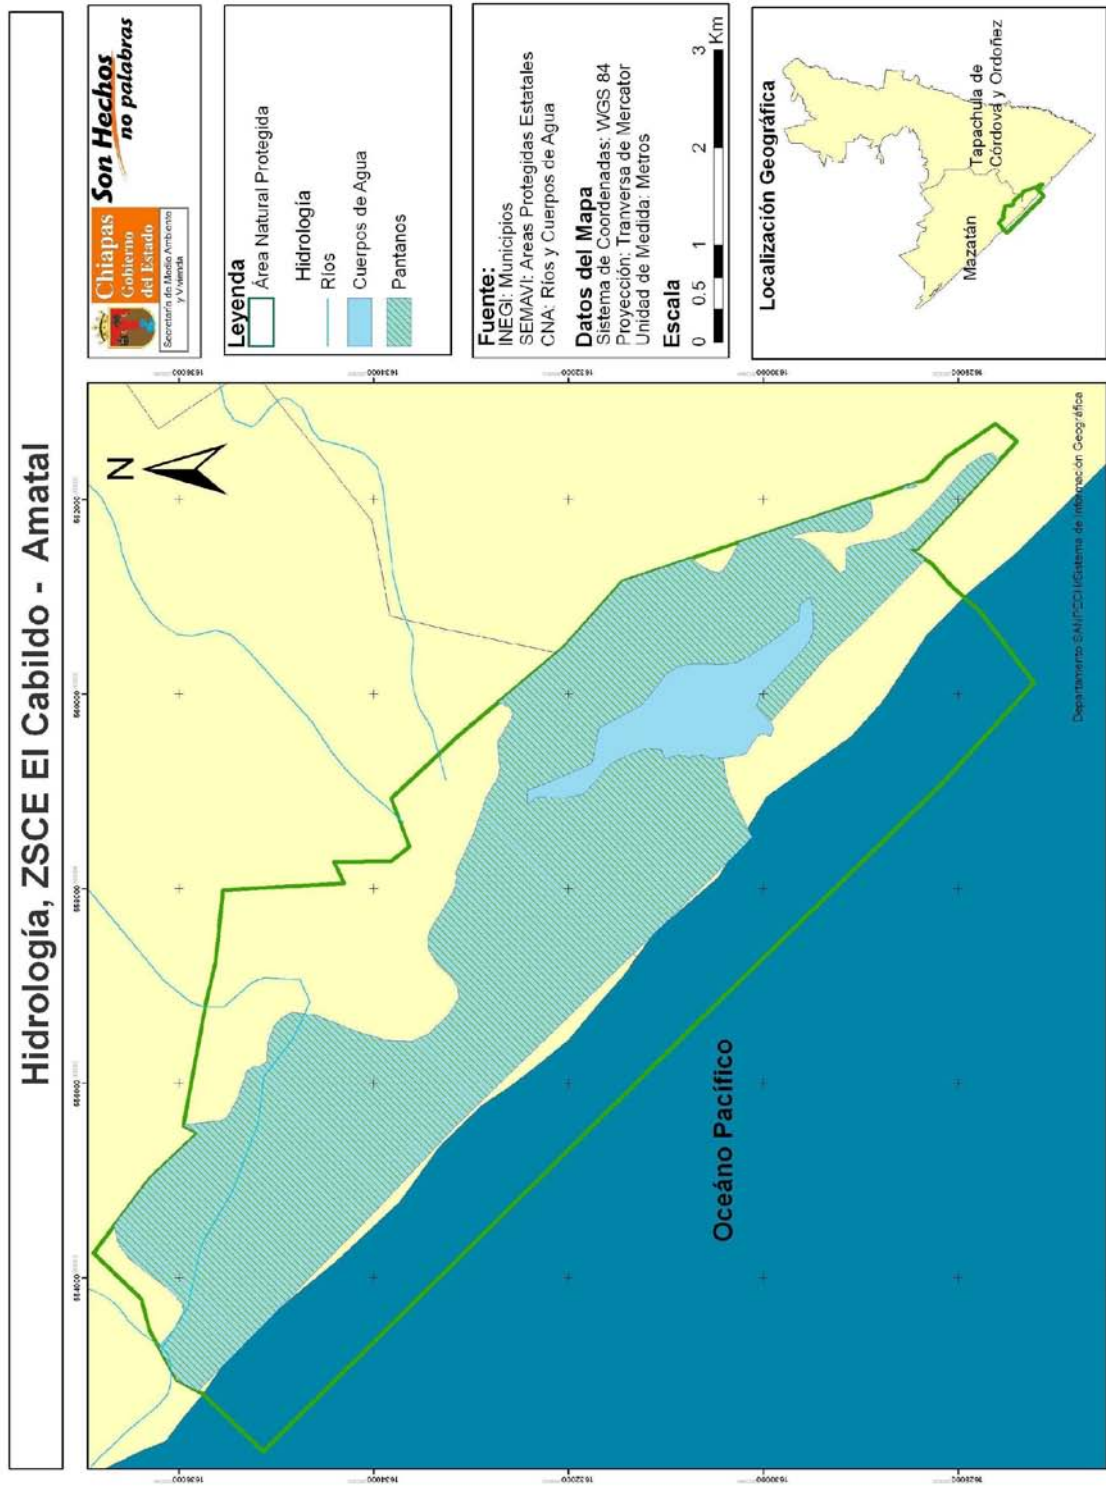 Hidrología, ZSCE El Cabildo - Amatal
Chiapas
Gobierno
del Estado
Secretaría de Medio Ambiente
y Vivienda
Son Hechos
no palabras
Leyenda
Área Natural Protegida
Hidrología
Ríos
Cuerpos de Agua
Pantanos
Fuente:
INEGI: Municipios
SEMAVI: Areas Protegidas Estatales
CNA: Ríos y Cuerpos de Agua
Datos del Mapa
Sistema de Coordenadas: WGS 84
Proyección: Tranversa de Mercator
Unidad de Medida: Metros
Escala
0 0.5 1 2 3
Km
Localización Geográfica
Mazatán
Tapachula de
Córdova y Ordoñez
N
Oceáno Pacífico